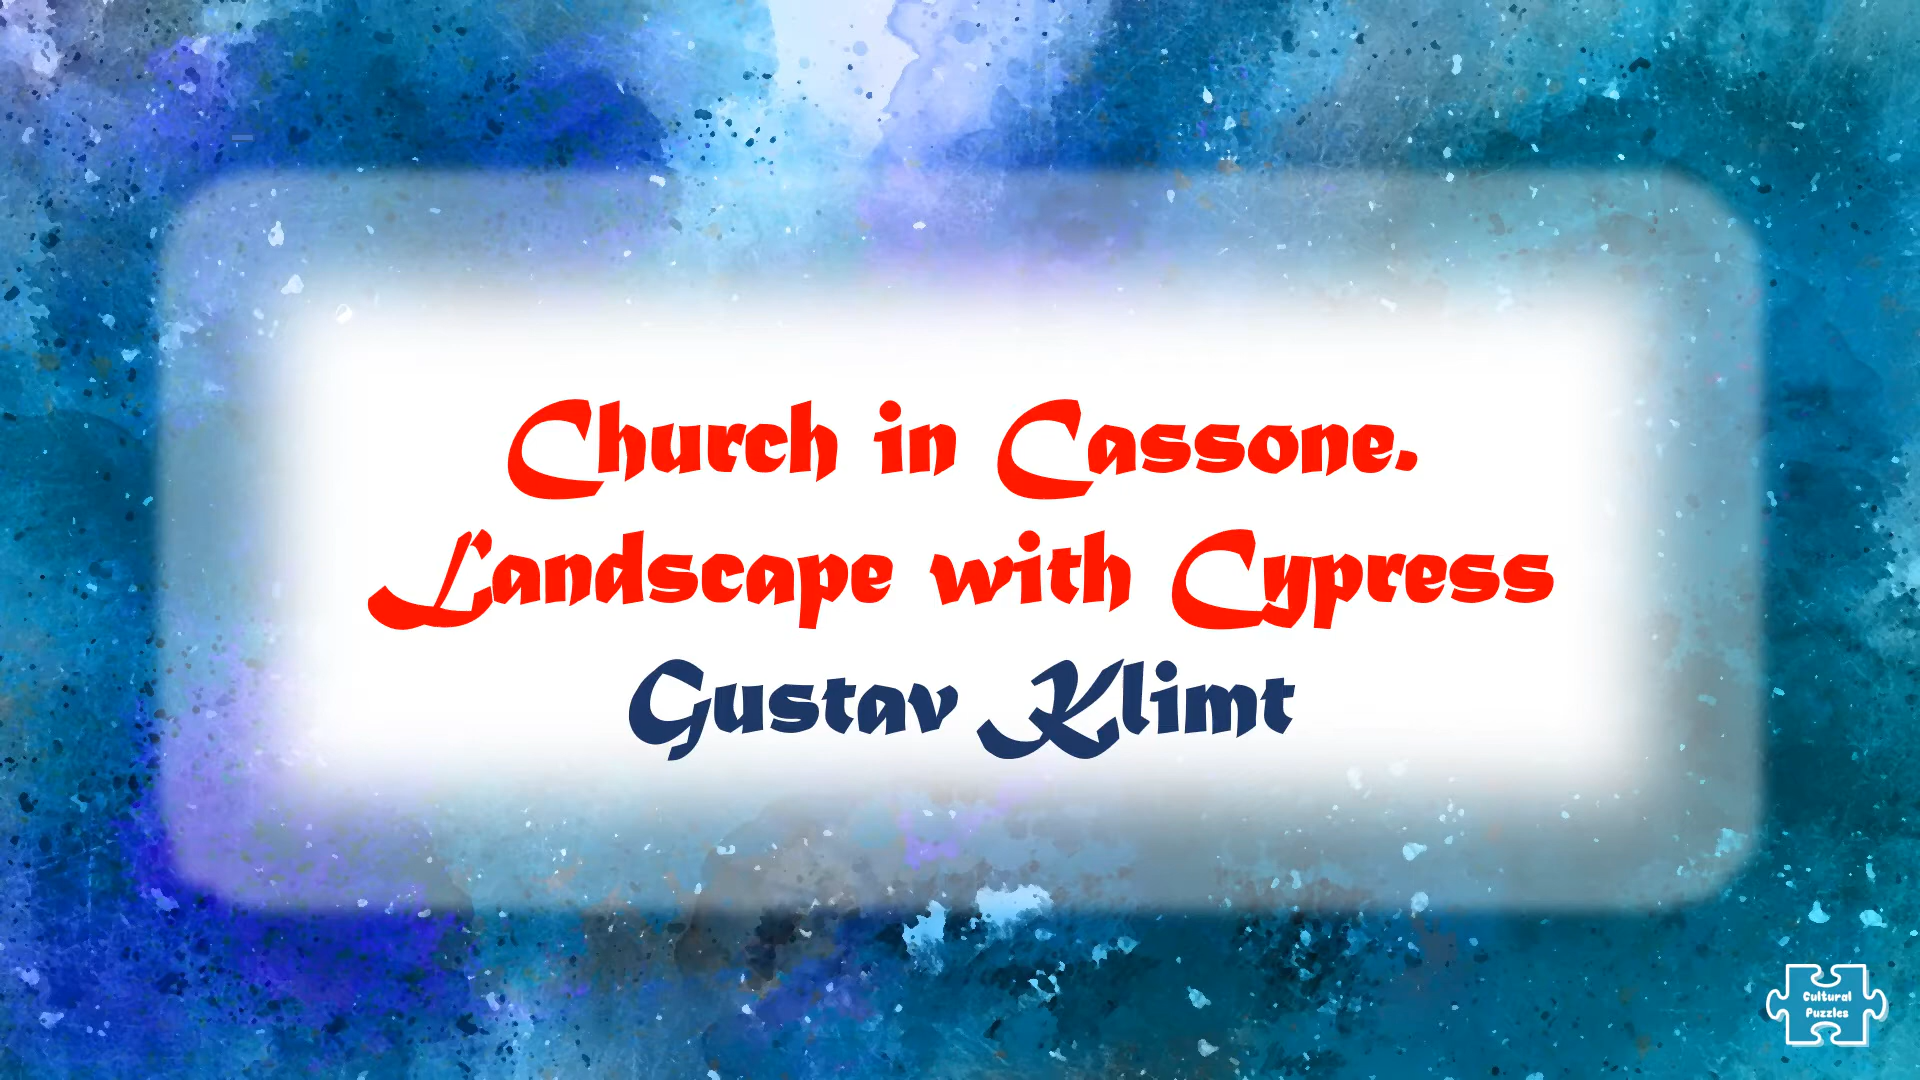 Church in Cassone.
Landscape with Cypress
Gustav Klimt
Cultural
Puzzles